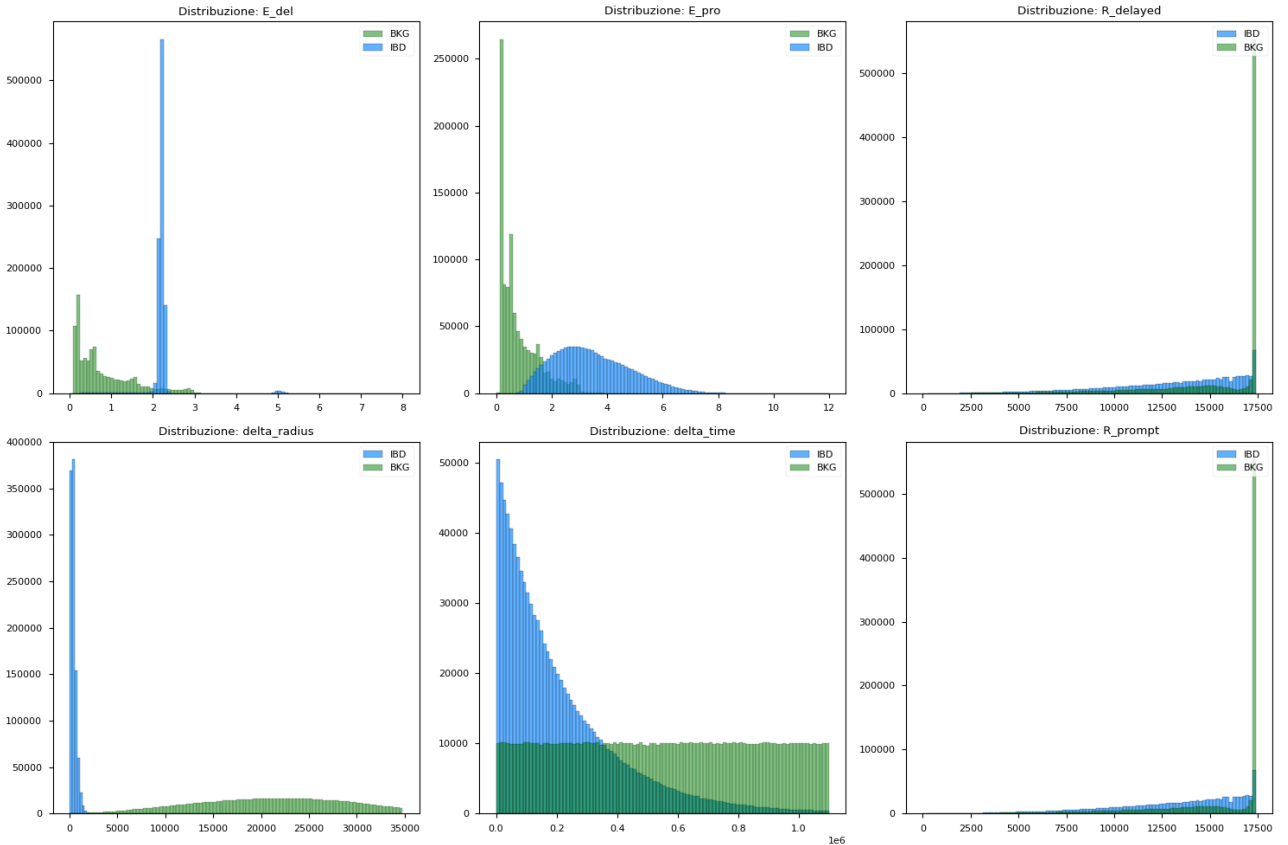 Distribuzione: E_del
BKG
IBD
500000
400000
300000
200000
100000
0
0 1 2 3 4 5 6 7 8
Distribuzione: E_pro
BKG
IBD
250000
200000
150000
100000
50000
0
0 2 4 6 8 10 12
Distribuzione: R_delayed
IBD
BKG
500000
400000
300000
200000
100000
0
0 2500 5000 7500 10000 12500 15000 17500
Distribuzione: delta_radius
IBD
BKG
400000
350000
300000
250000
200000
150000
100000
50000
0
0 5000 10000 15000 20000 25000 30000 35000
Distribuzione: delta_time
IBD
BKG
50000
40000
30000
20000
10000
0
0.0 0.2 0.4 0.6 0.8 1.0
1e6
Distribuzione: R_prompt
IBD
BKG
500000
400000
300000
200000
100000
0
0 2500 5000 7500 10000 12500 15000 17500